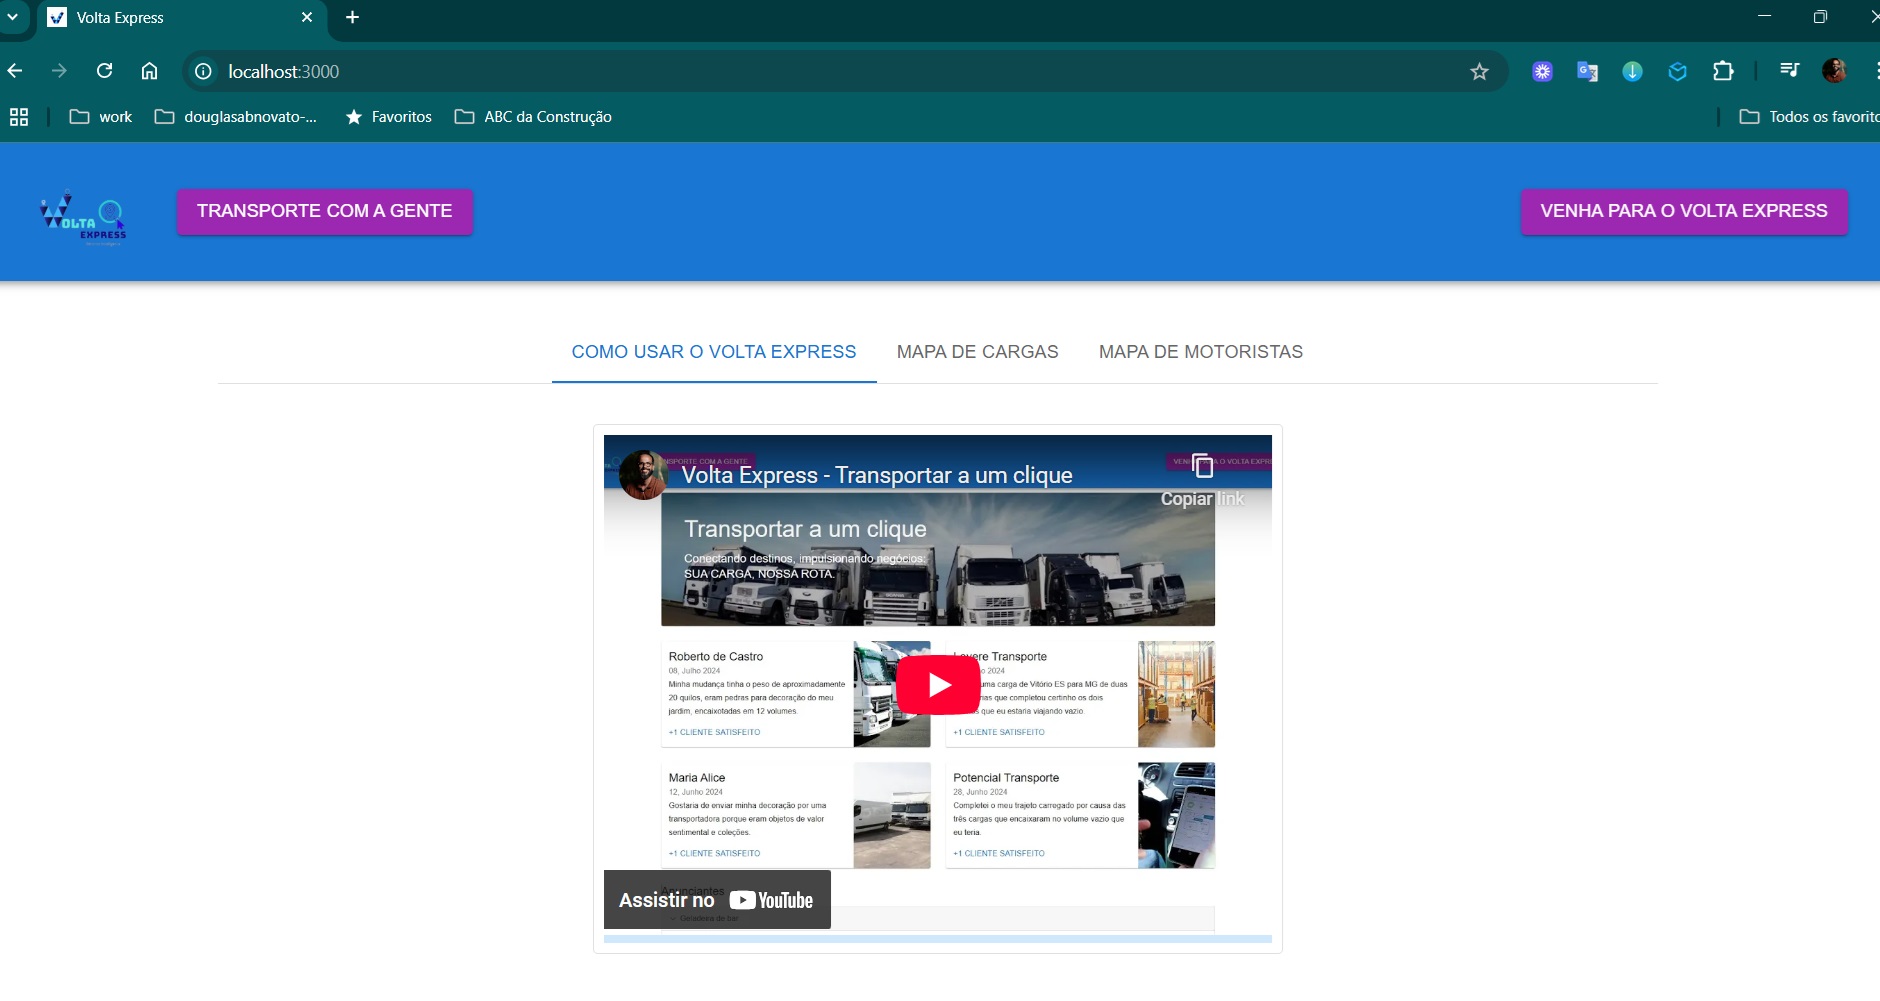 Volta Express
localhost:3000
work
douglasabnovato-...
Favoritos
ABC da Construção
Todos os favorito
VOLTA
EXPRESS
TRANSPORTE COM A GENTE
VENHA PARA O VOLTA EXPRESS
COMO USAR O VOLTA EXPRESS
MAPA DE CARGAS
MAPA DE MOTORISTAS
Volta Express - Transportar a um clique
Copiar link
Transportar a um clique
Conectando destinos, impulsionando negócios:
SUA CARGA, NOSSA ROTA.
Roberto de Castro
08, Julho 2024
Minha mudança tinha o peso de aproximadamente
20 quilos, eram pedras para decoração do meu
jardim, encaixotadas em 12 volumes.
+1 CLIENTE SATISFEITO
Transporte
2024
uma carga de Vitório ES para MG de duas
que completou certinho os dois
que eu estaria viajando vazio.
+1 CLIENTE SATISFEITO
Maria Alice
12, Junho 2024
Gostaria de enviar minha decoração por uma
transportadora porque eram objetos de valor
sentimental e coleções.
+1 CLIENTE SATISFEITO
Potencial Transporte
28, Junho 2024
Completei o meu trajeto carregado por causa das
três cargas que encaixaram no volume vazio que
eu teria.
+1 CLIENTE SATISFEITO
Anunciantes
Assistir no YouTube
Geladeira de bar